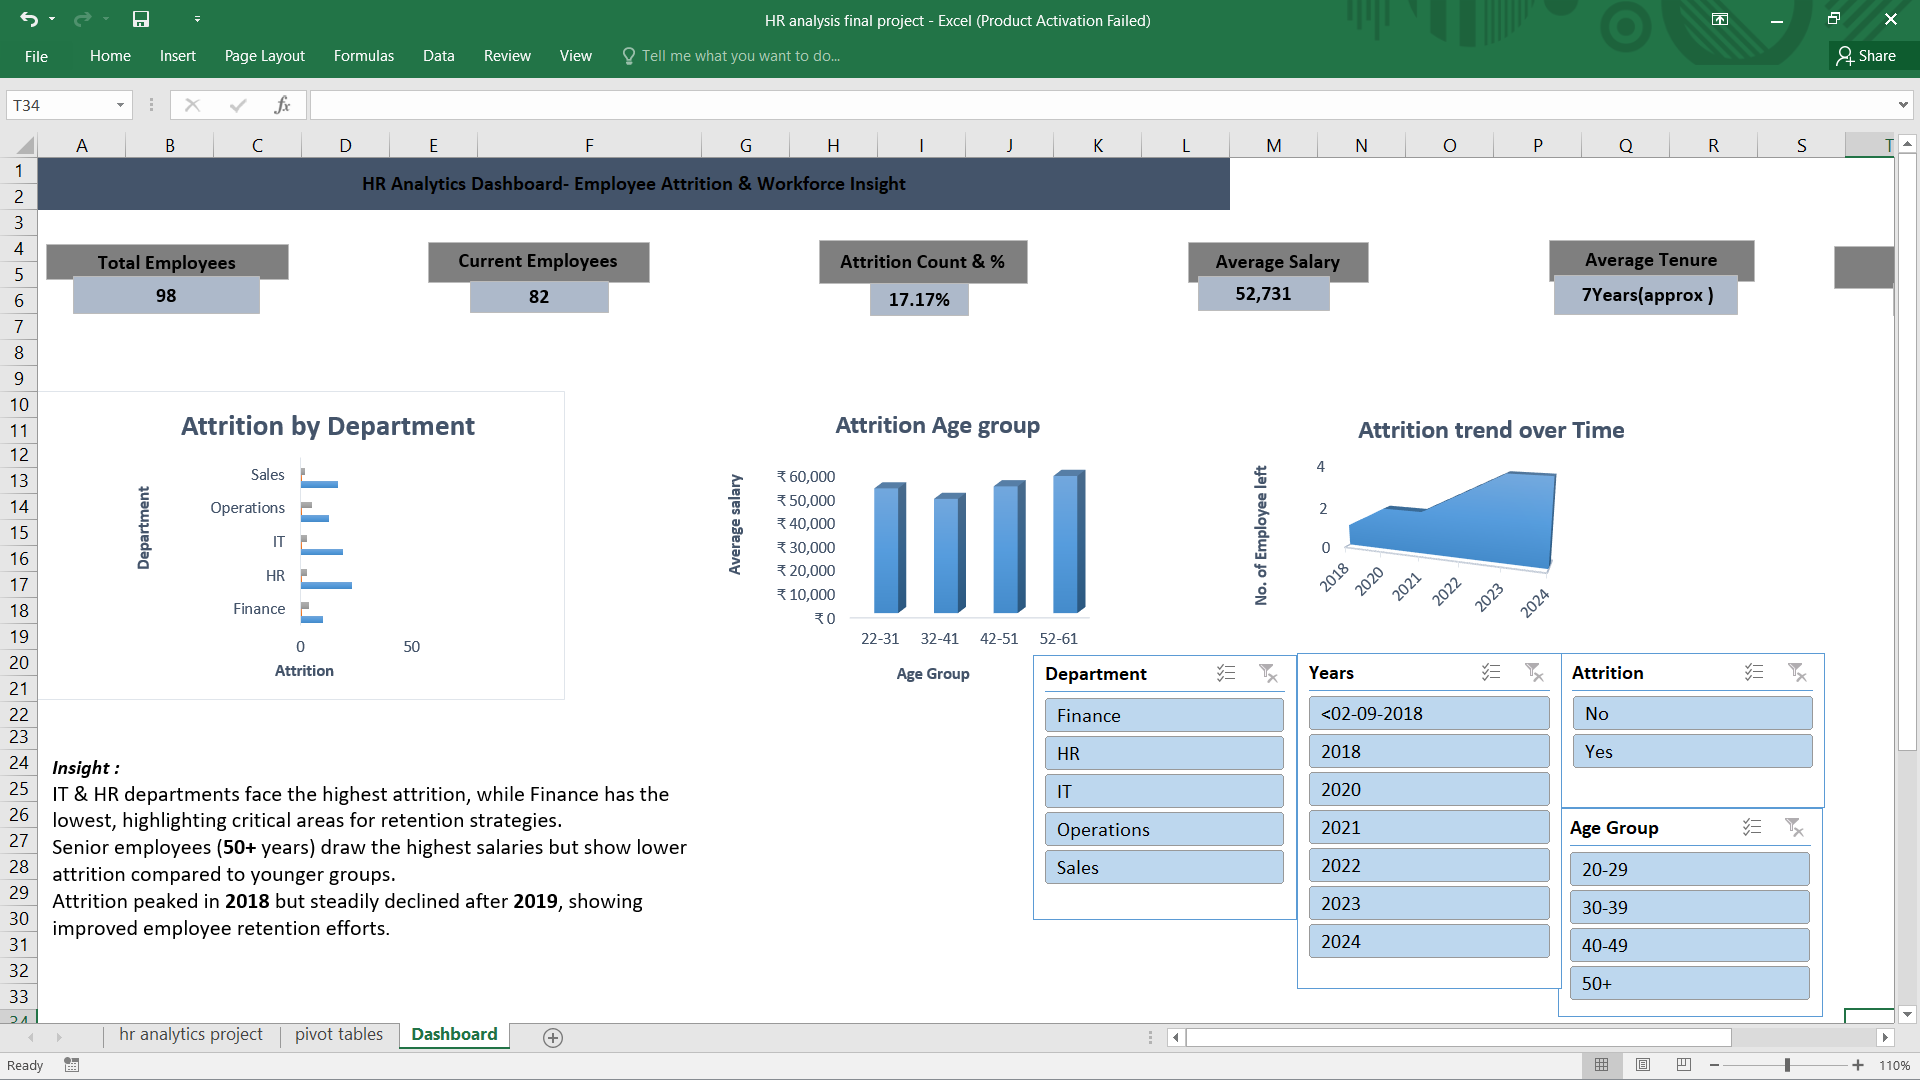 HR analysis final project - Excel (Product Activation Failed)
File Home Insert Page Layout Formulas Data Review View Tell me what you want to do... Share
T34 fx
A B C D E F G H I J K L M N O P Q R S T
1
2
3
4
5
6
7
8
9
10
11
12
13
14
15
16
17
18
19
20
21
22
23
24
25
26
27
28
29
30
31
32
33
34
HR Analytics Dashboard- Employee Attrition & Workforce Insight
Total Employees
98
Current Employees
82
Attrition Count & %
17.17%
Average Salary
52,731
Average Tenure
7Years(approx )
Attrition by Department
Department
Sales
Operations
IT
HR
Finance
0 50
Attrition
Attrition Age group
Average salary
₹ 60,000
₹ 50,000
₹ 40,000
₹ 30,000
₹ 20,000
₹ 10,000
₹ 0
22-31 32-41 42-51 52-61
Age Group
Attrition trend over Time
No. of Employee left
4
2
0
2018 2020 2021 2022 2023 2024
Department
Finance
HR
IT
Operations
Sales
Years
<02-09-2018
2018
2020
2021
2022
2023
2024
Attrition
No
Yes
Age Group
20-29
30-39
40-49
50+
Insight :
IT & HR departments face the highest attrition, while Finance has the
lowest, highlighting critical areas for retention strategies.
Senior employees (50+ years) draw the highest salaries but show lower
attrition compared to younger groups.
Attrition peaked in 2018 but steadily declined after 2019, showing
improved employee retention efforts.
hr analytics project pivot tables Dashboard
Ready 110%